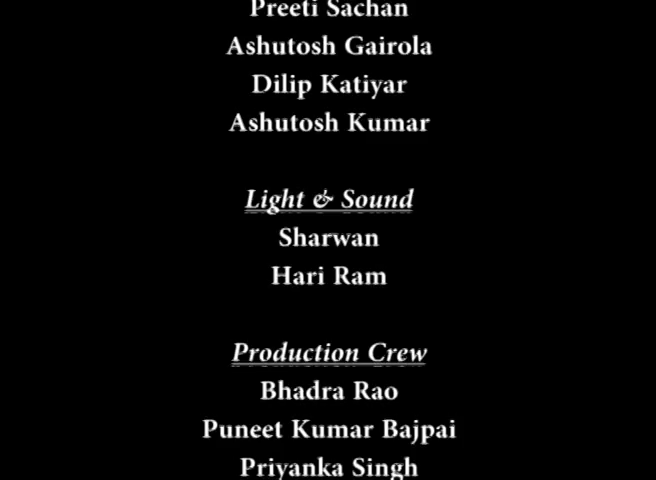 Preeti Sachan
Ashutosh Gairola
Dilip Katiyar
Ashutosh Kumar
Light & Sound
Sharwan
Hari Ram
Production Crew
Bhadra Rao
Puneet Kumar Bajpai
Priyanka Singh